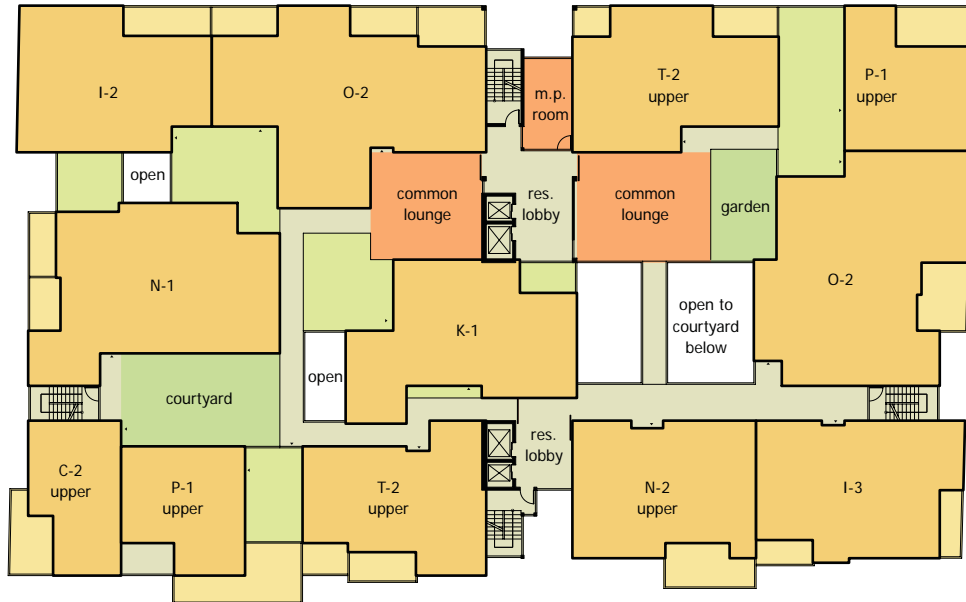 I-2
O-2
m.p.
room
T-2
upper
P-1
upper
open
common
lounge
res.
lobby
common
lounge
garden
N-1
K-1
open to
courtyard
below
O-2
open
courtyard
res.
lobby
C-2
upper
P-1
upper
T-2
upper
N-2
upper
I-3